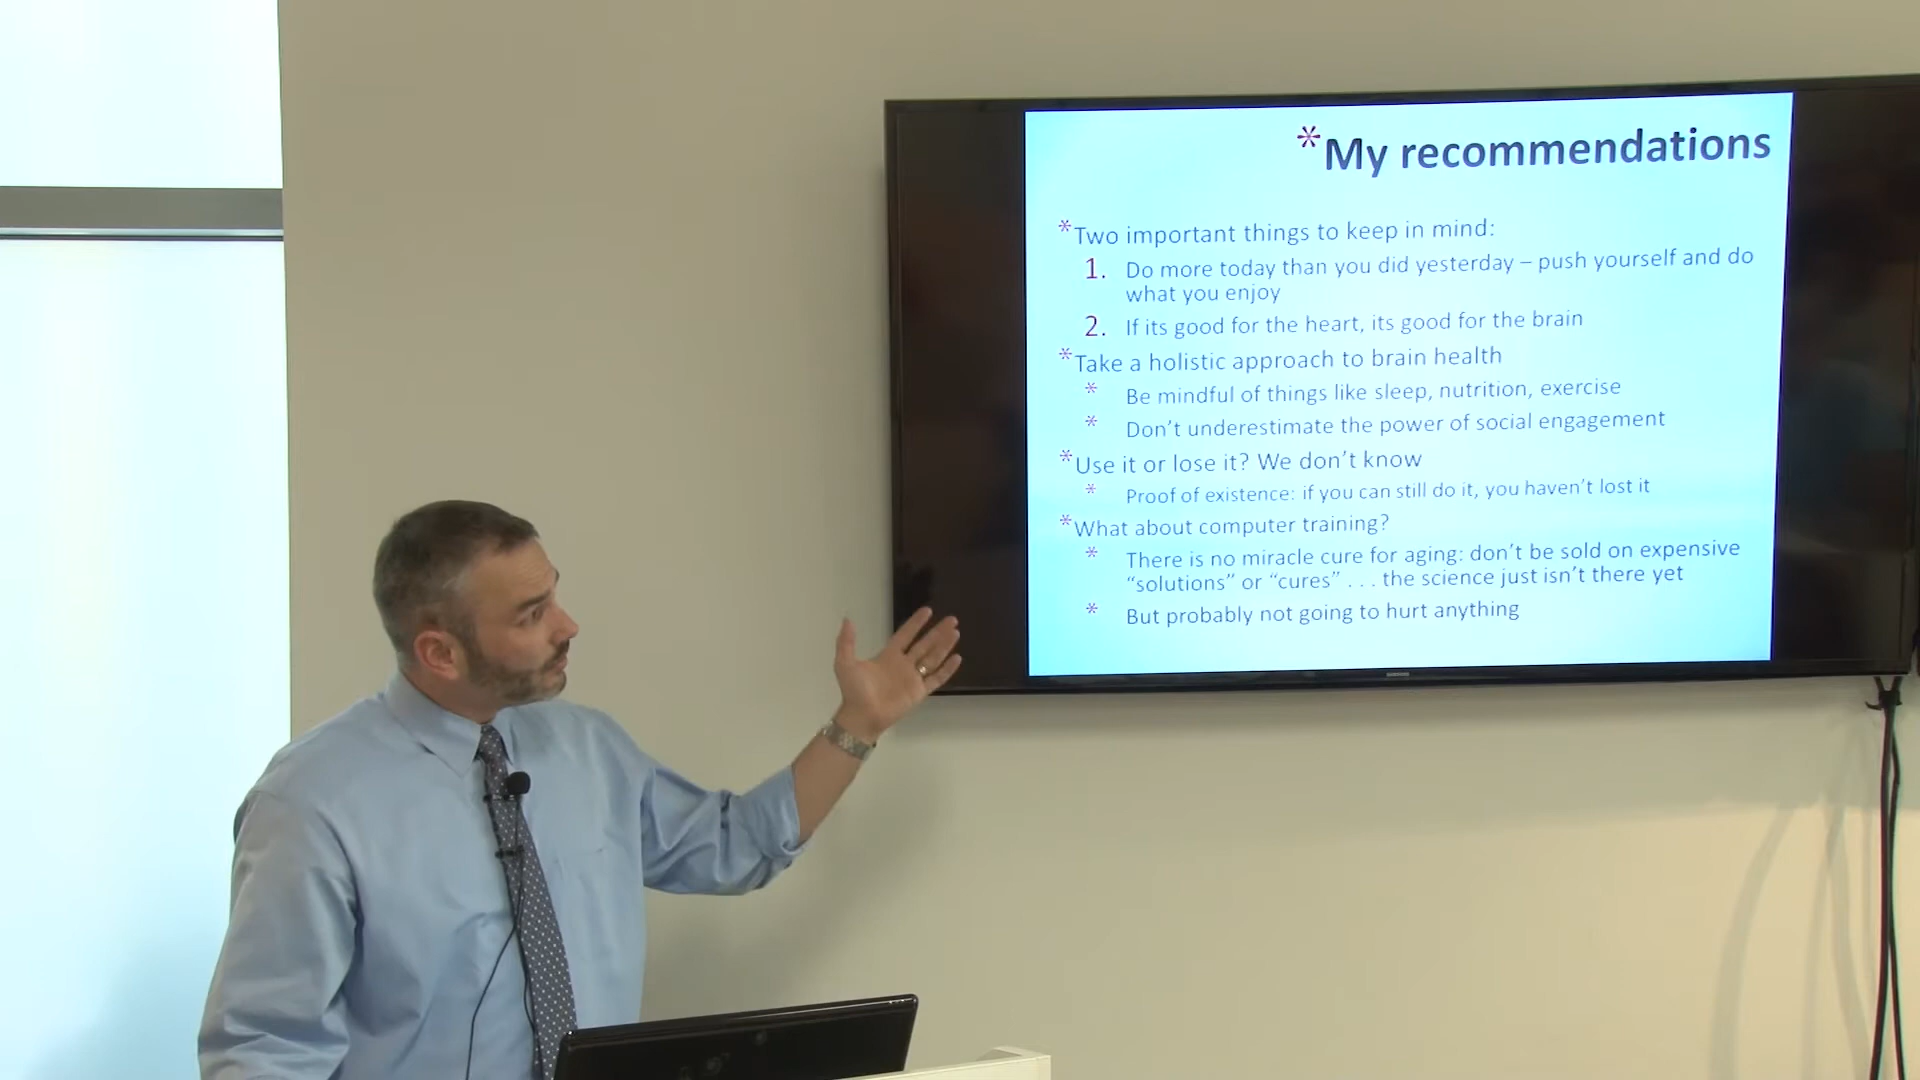 *My recommendations
*Two important things to keep in mind:
1. Do more today than you did yesterday – push yourself and do
what you enjoy
2. If its good for the heart, its good for the brain
*Take a holistic approach to brain health
* Be mindful of things like sleep, nutrition, exercise
* Don't underestimate the power of social engagement
*Use it or lose it? We don't know
* Proof of existence: if you can still do it, you haven't lost it
*What about computer training?
* There is no miracle cure for aging: don't be sold on expensive
“solutions” or “cures” . . . the science just isn't there yet
* But probably not going to hurt anything